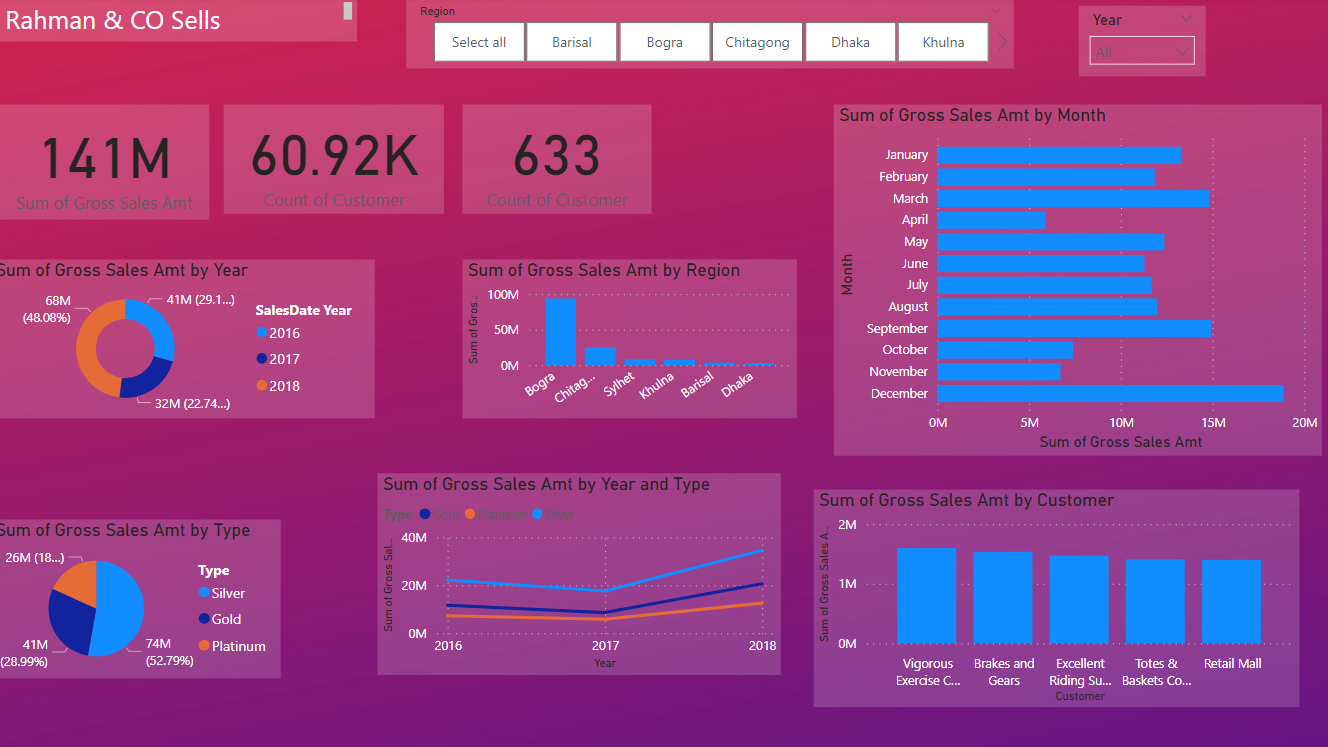 Rahman & CO Sells
Region
Select all
Barisal
Bogra
Chitagong
Dhaka
Khulna
Year
All
141M
Sum of Gross Sales Amt
60.92K
Count of Customer
633
Count of Customer
Sum of Gross Sales Amt by Month
Month
January
February
March
April
May
June
July
August
September
October
November
December
0M
5M
10M
15M
20M
Sum of Gross Sales Amt
Sum of Gross Sales Amt by Year
68M
(48.08%)
41M (29.1...)
32M (22.74...)
SalesDate Year
2016
2017
2018
Sum of Gross Sales Amt by Region
Sum of Gros...
100M
50M
0M
Bogra
Chitag...
Sylhet
Khulna
Barisal
Dhaka
Sum of Gross Sales Amt by Type
26M (18...)
41M
(28.99%)
74M
(52.79%)
Type
Silver
Gold
Platinum
Sum of Gross Sales Amt by Year and Type
Type
Gold
Platinum
Silver
Sum of Gross Sal...
40M
20M
0M
2016
2017
2018
Year
Sum of Gross Sales Amt by Customer
Sum of Gross Sales A...
2M
1M
0M
Vigorous
Exercise C...
Brakes and
Gears
Excellent
Riding Su...
Totes &
Baskets Co...
Retail Mall
Customer